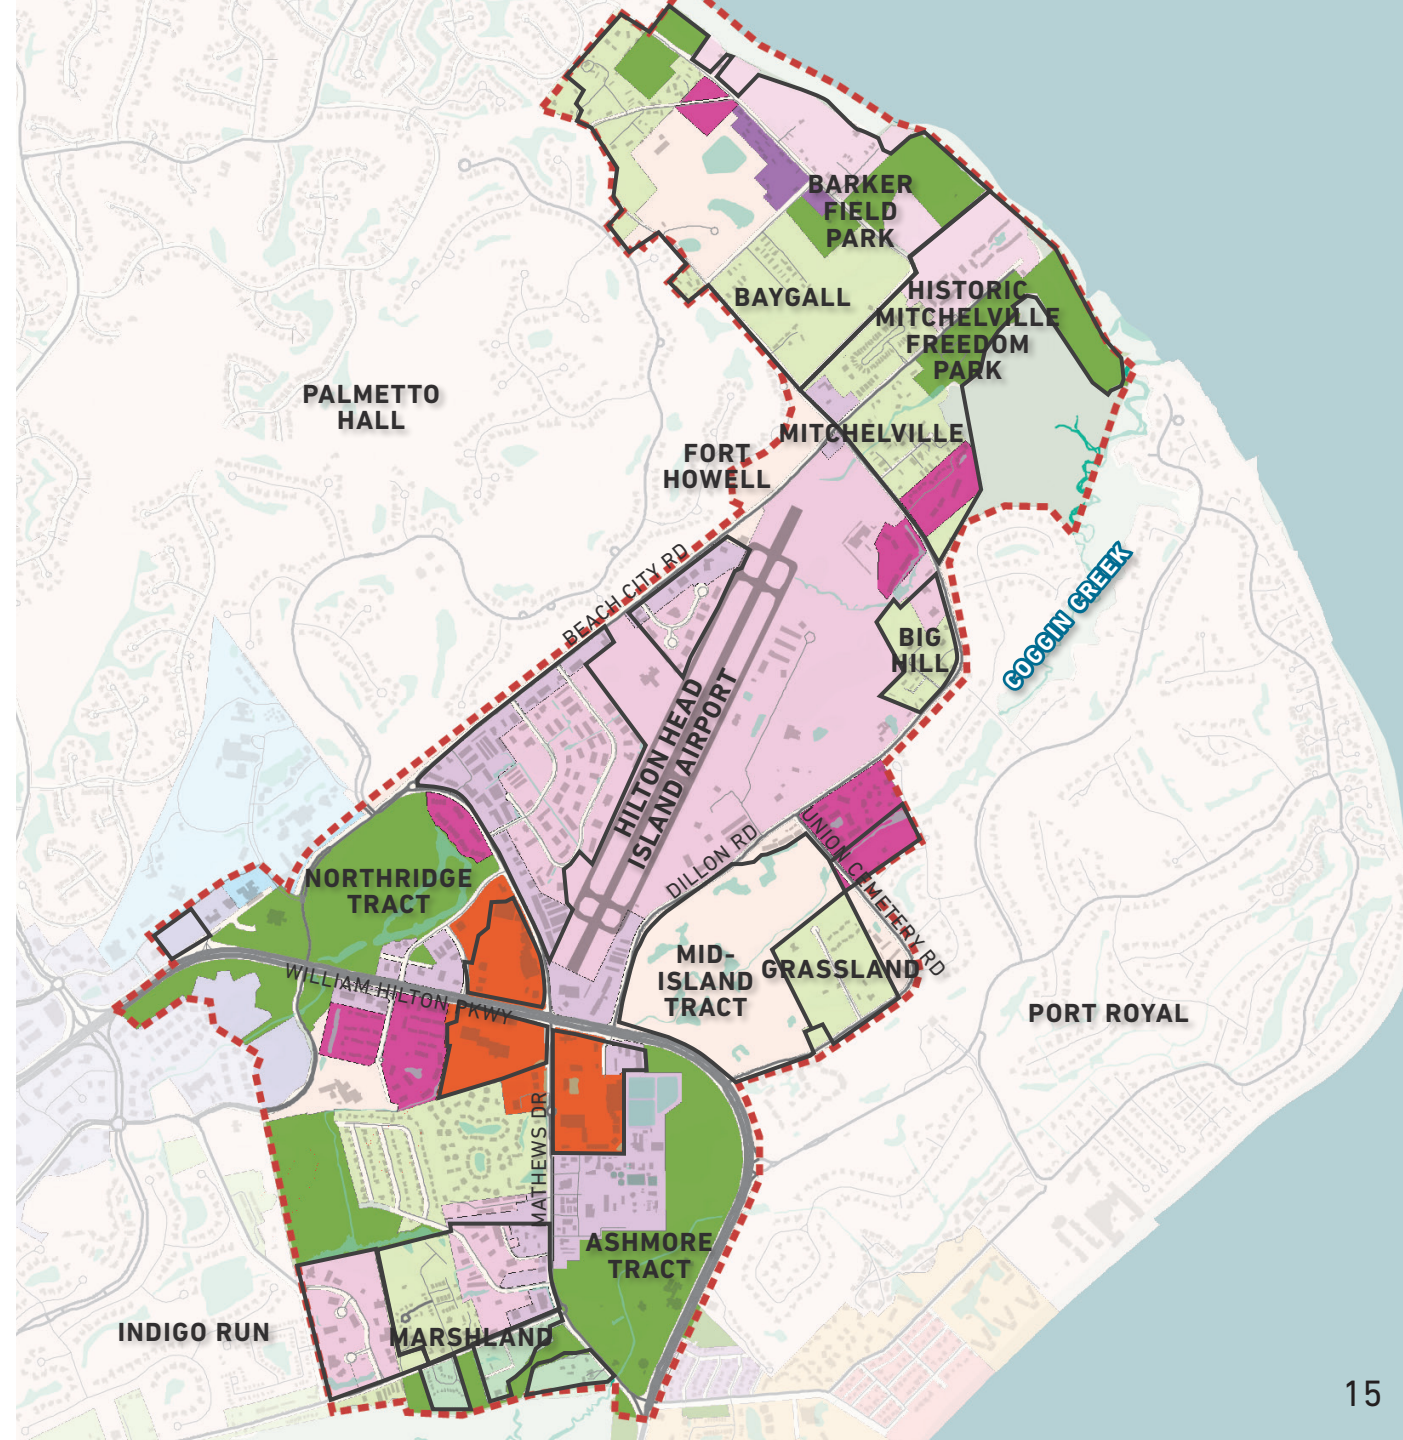 BARKER
FIELD
PARK
BAYGALL
HISTORIC
MITCHELVILLE
FREEDOM
PARK
PALMETTO
HALL
MITCHELVILLE
FORT
HOWELL
BEACH CITY RD
COGGIN CREEK
BIG
HILL
HILTON HEAD
ISLAND AIRPORT
DILLON RD
UNION CEMETERY RD
NORTHRIDGE
TRACT
MID-
ISLAND
TRACT
GRASSLAND
WILLIAM HILTON PKWY
PORT ROYAL
MATHEWS DR
ASHMORE
TRACT
INDIGO RUN
MARSHLAND
15